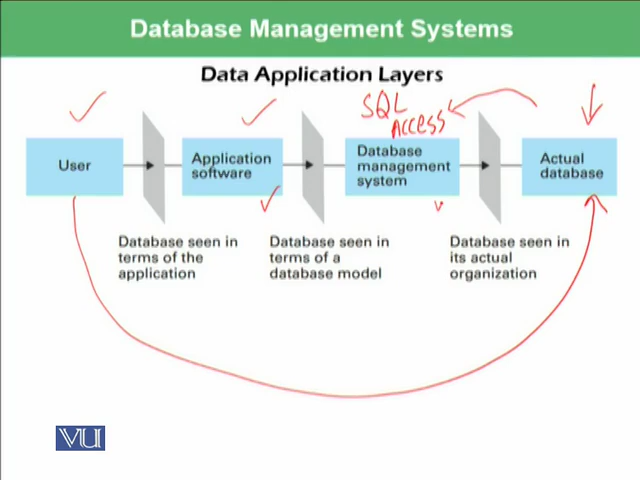 Database Management Systems
Data Application Layers
SQL
ACCESS
User
Application
software
Database
management
system
Actual
database
Database seen in
terms of the
application
Database seen in
terms of a
database model
Database seen in
its actual
organization
VU